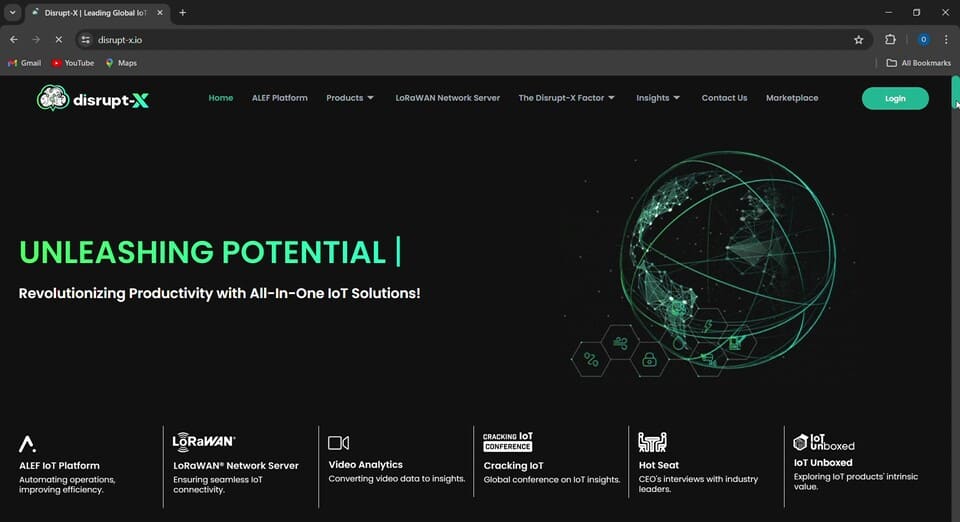 Disrupt-X | Leading Global IoT
disrupt-x.io
O
Gmail
YouTube
Maps
All Bookmarks
disrupt-X
Home
ALEF Platform
Products
LoRaWAN Network Server
The Disrupt-X Factor
Insights
Contact Us
Marketplace
Login
UNLEASHING POTENTIAL |
Revolutionizing Productivity with All-In-One IoT Solutions!
ALEF IoT Platform
Automating operations,
improving efficiency.
LoRaWAN®
LoRaWAN® Network Server
Ensuring seamless IoT
connectivity.
Video Analytics
Converting video data to insights.
CRACKING IoT
CONFERENCE
Cracking IoT
Global conference on IoT insights.
Hot Seat
CEO's interviews with industry
leaders.
IoT
Unboxed
IoT Unboxed
Exploring IoT products' intrinsic
value.